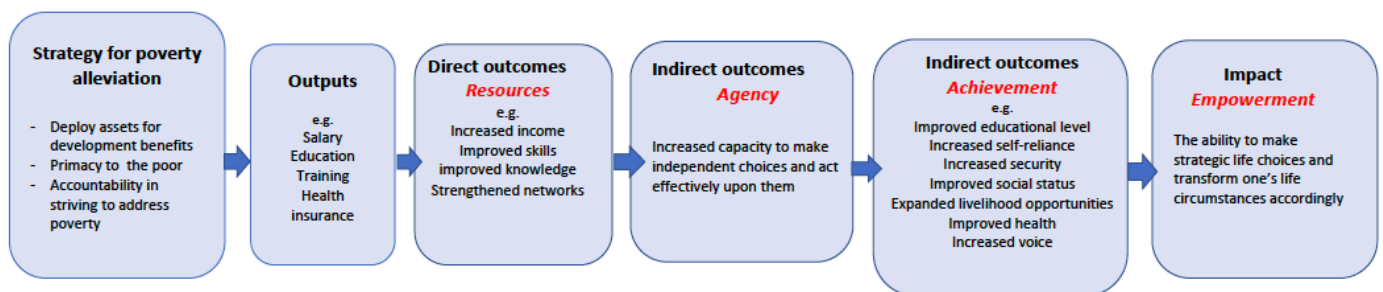 Strategy for poverty
alleviation
- Deploy assets for
development benefits
- Primacy to the poor
- Accountability in
striving to address
poverty
Outputs
e.g.
Salary
Education
Training
Health
insurance
Direct outcomes
Resources
e.g.
Increased income
Improved skills
improved knowledge
Strengthened networks
Indirect outcomes
Agency
Increased capacity to make
independent choices and act
effectively upon them
Indirect outcomes
Achievement
e.g.
Improved educational level
Increased self-reliance
Increased security
Improved social status
Expanded livelihood opportunities
Improved health
Increased voice
Impact
Empowerment
The ability to make
strategic life choices and
transform one's life
circumstances accordingly